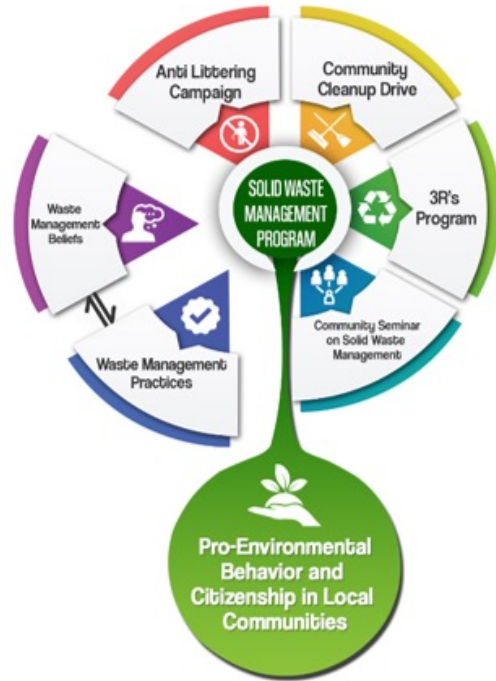 Anti Littering
Campaign
Community
Cleanup Drive
Waste
Management
Beliefs
SOLID WASTE
MANAGEMENT
PROGRAM
3R's
Program
Waste Management
Practices
Community Seminar
on Solid Waste
Management
Pro-Environmental
Behavior and
Citizenship in Local
Communities